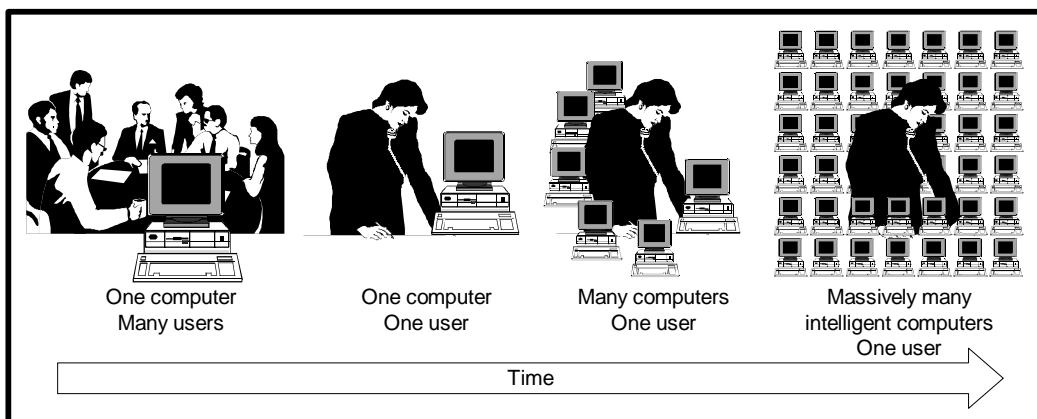 One computer
Many users
One computer
One user
Many computers
One user
Massively many
intelligent computers
One user
Time